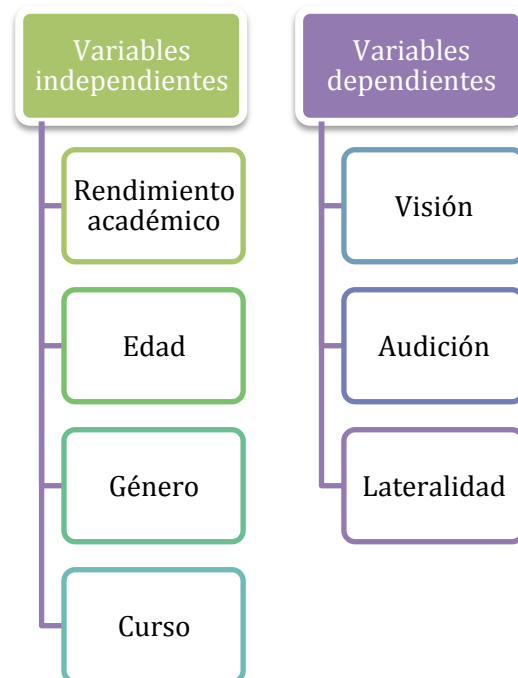 Variables
independientes
Rendimiento
académico
Edad
Género
Curso
Variables
dependientes
Visión
Audición
Lateralidad